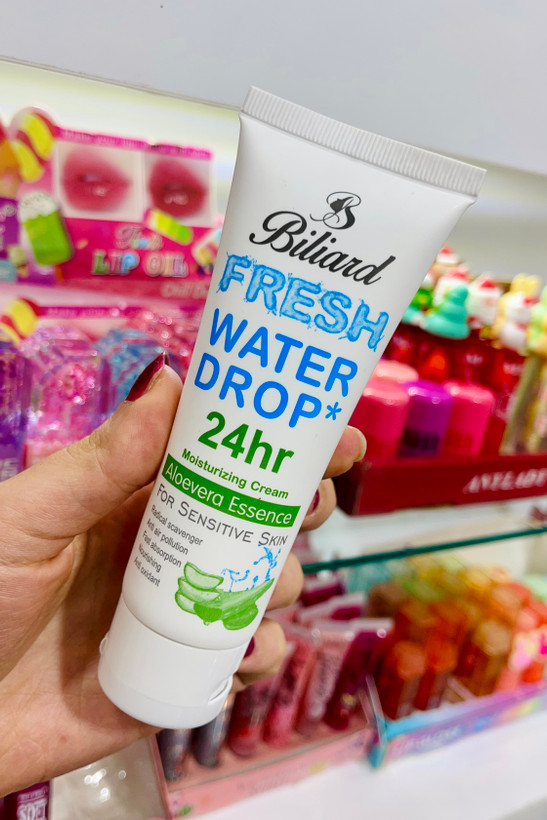 Biliard
FRESH
WATER
DROP*
24hr
Moisturizing Cream
Aloevera Essence
FOR SENSITIVE SKIN
Radical scavenger
Anti air pollution
Fast absorption
Nourishing
Anti oxidant
LIP OIL